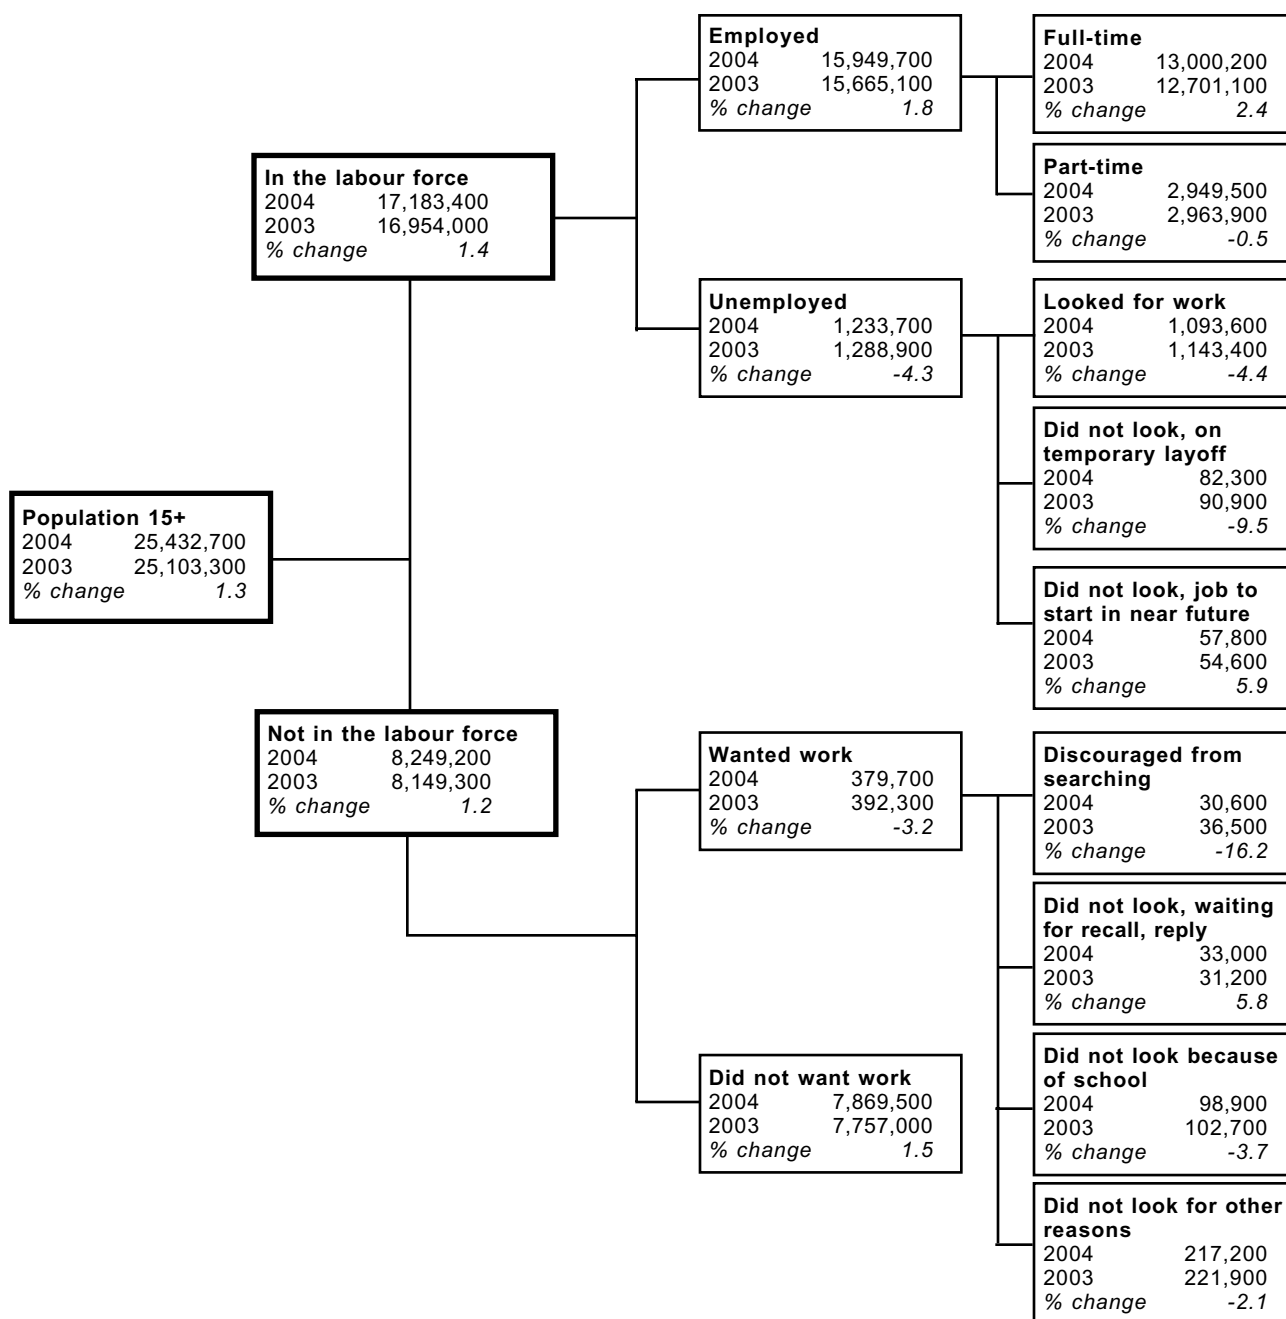 Population 15+
2004 25,432,700
2003 25,103,300
% change 1.3
In the labour force
2004 17,183,400
2003 16,954,000
% change 1.4
Not in the labour force
2004 8,249,200
2003 8,149,300
% change 1.2
Employed
2004 15,949,700
2003 15,665,100
% change 1.8
Unemployed
2004 1,233,700
2003 1,288,900
% change -4.3
Wanted work
2004 379,700
2003 392,300
% change -3.2
Did not want work
2004 7,869,500
2003 7,757,000
% change 1.5
Full-time
2004 13,000,200
2003 12,701,100
% change 2.4
Part-time
2004 2,949,500
2003 2,963,900
% change -0.5
Looked for work
2004 1,093,600
2003 1,143,400
% change -4.4
Did not look, on
temporary layoff
2004 82,300
2003 90,900
% change -9.5
Did not look, job to
start in near future
2004 57,800
2003 54,600
% change 5.9
Discouraged from
searching
2004 30,600
2003 36,500
% change -16.2
Did not look, waiting
for recall, reply
2004 33,000
2003 31,200
% change 5.8
Did not look because
of school
2004 98,900
2003 102,700
% change -3.7
Did not look for other
reasons
2004 217,200
2003 221,900
% change -2.1